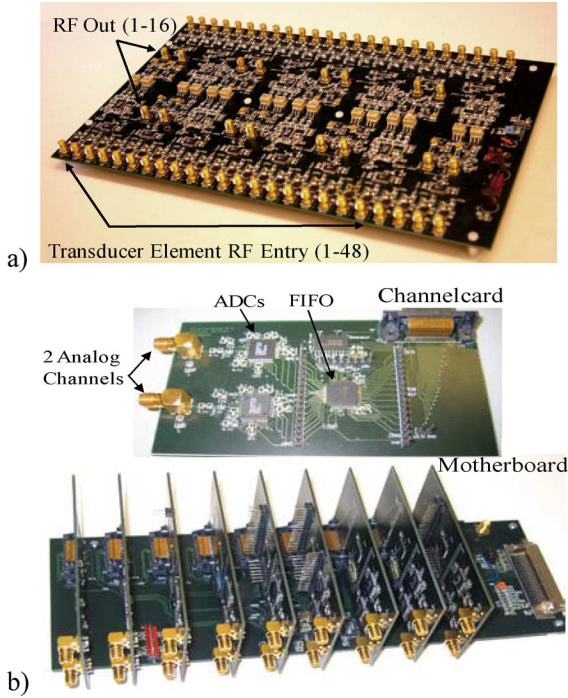 RF Out (1-16)
Transducer Element RF Entry (1-48)
a)
ADCs
FIFO
Channelcard
2 Analog
Channels
Motherboard
b)